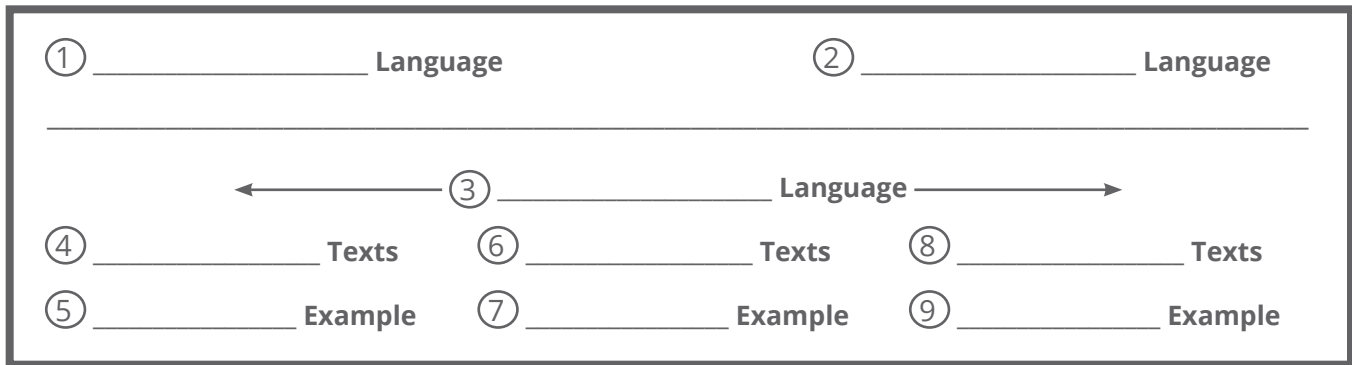 ① ____________________ Language ② ____________________ Language
③ ____________________ Language
④ ________________ Texts ⑥ ________________ Texts ⑧ ________________ Texts
⑤ ______________ Example ⑦ ______________ Example ⑨ ______________ Example